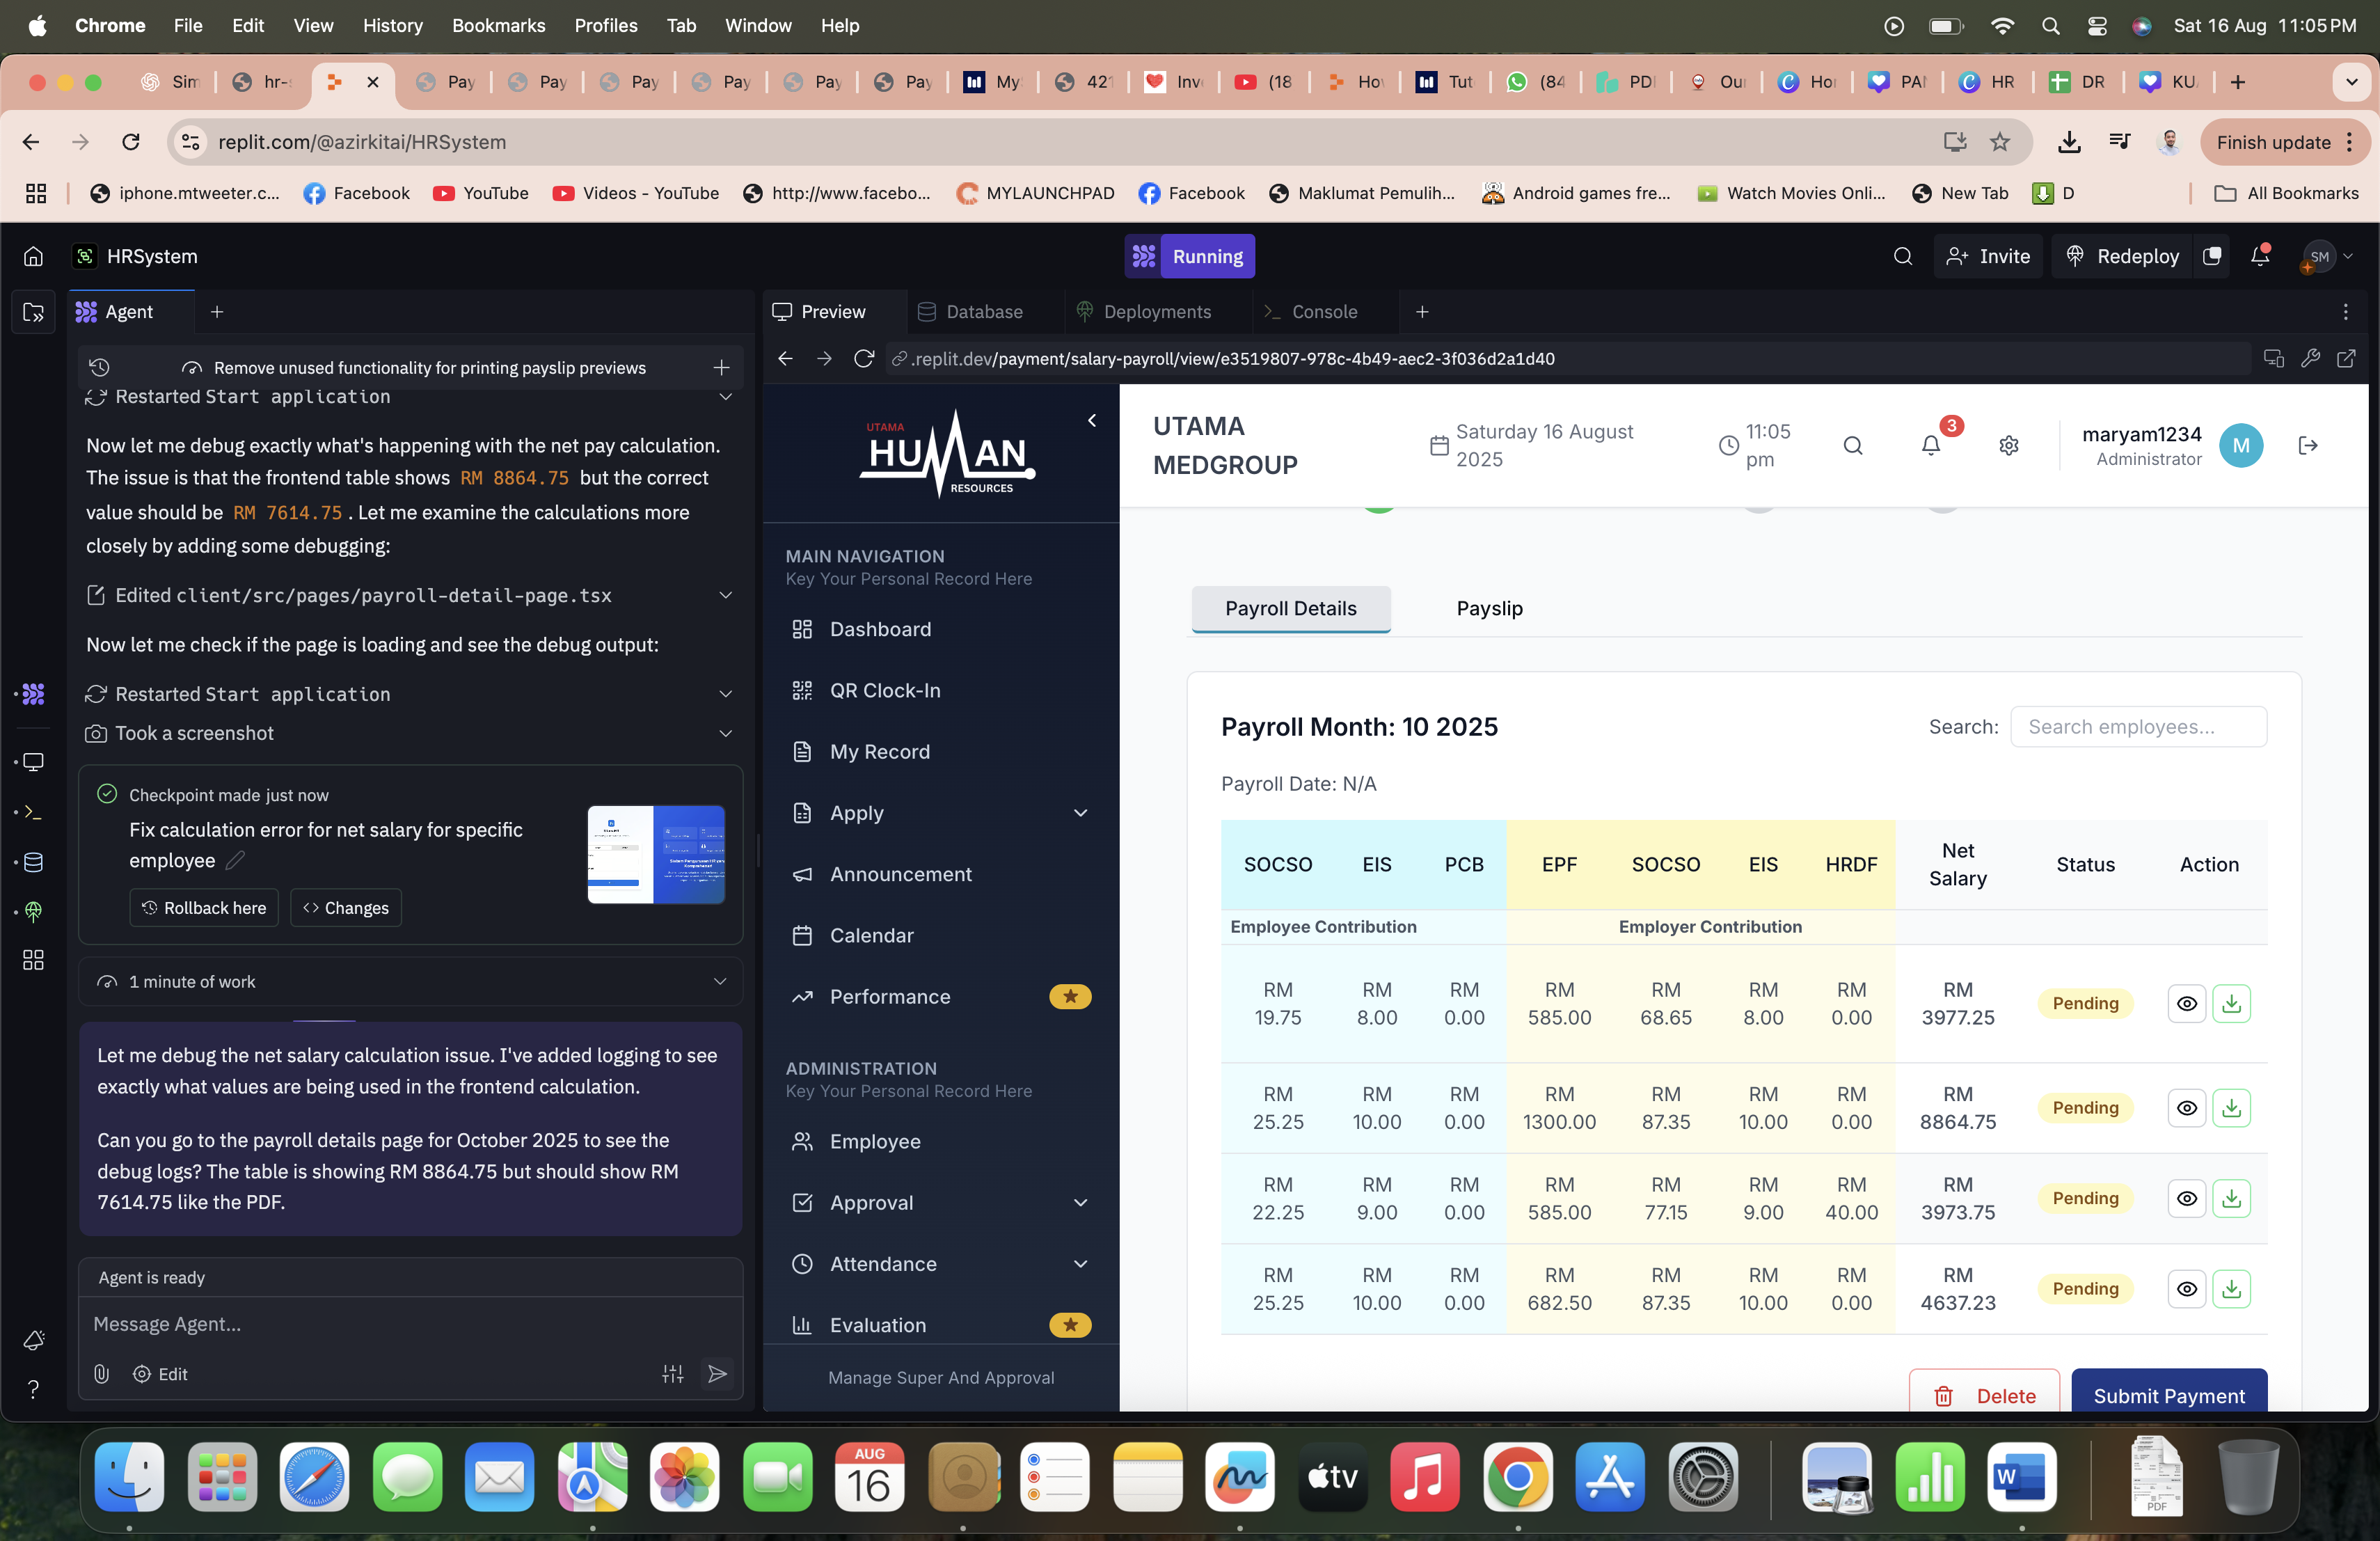 Chrome File Edit View History Bookmarks Profiles Tab Window Help Sat 16 Aug 11:05 PM
Sim hr- Pay Pay Pay Pay Pay Pay My 421 Inv (18 Ho Tut (84 PDI Our Hor PAN HR DR KU
replit.com/@azirkitai/HRSystem Finish update
iphone.mtweeter.c... Facebook YouTube Videos - YouTube http://www.facebo... MYLAUNCHPAD Facebook Maklumat Pemulih... Android games fre... Watch Movies Onli... New Tab D All Bookmarks
HRSystem Running Invite Redeploy SM
Agent
Preview Database Deployments Console
Remove unused functionality for printing payslip previews
.replit.dev/payment/salary-payroll/view/e3519807-978c-4b49-aec2-3f036d2a1d40
Restarted Start application
Now let me debug exactly what's happening with the net pay calculation.
The issue is that the frontend table shows RM 8864.75 but the correct
value should be RM 7614.75 . Let me examine the calculations more
closely by adding some debugging:
Edited client/src/pages/payroll-detail-page.tsx
Now let me check if the page is loading and see the debug output:
Restarted Start application
Took a screenshot
Checkpoint made just now
Fix calculation error for net salary for specific
employee
Rollback here Changes
1 minute of work
Let me debug the net salary calculation issue. I've added logging to see
exactly what values are being used in the frontend calculation.
Can you go to the payroll details page for October 2025 to see the
debug logs? The table is showing RM 8864.75 but should show RM
7614.75 like the PDF.
Agent is ready
Message Agent...
Edit
UTAMA
HUMAN
RESOURCES
MAIN NAVIGATION
Key Your Personal Record Here
Dashboard
QR Clock-In
My Record
Apply
Announcement
Calendar
Performance
ADMINISTRATION
Key Your Personal Record Here
Employee
Approval
Attendance
Evaluation
Manage Super And Approval
UTAMA
MEDGROUP
Saturday 16 August
2025
11:05
pm
3
maryam1234
Administrator
M
Payroll Details Payslip
Payroll Month: 10 2025
Search: Search employees...
Payroll Date: N/A
SOCSO EIS PCB EPF SOCSO EIS HRDF Net Salary Status Action
Employee Contribution Employer Contribution
RM 19.75 RM 8.00 RM 0.00 RM 585.00 RM 68.65 RM 8.00 RM 0.00 RM 3977.25 Pending
RM 25.25 RM 10.00 RM 0.00 RM 1300.00 RM 87.35 RM 10.00 RM 0.00 RM 8864.75 Pending
RM 22.25 RM 9.00 RM 0.00 RM 585.00 RM 77.15 RM 9.00 RM 40.00 RM 3973.75 Pending
RM 25.25 RM 10.00 RM 0.00 RM 682.50 RM 87.35 RM 10.00 RM 0.00 RM 4637.23 Pending
Delete Submit Payment
AUG
16
tv
W
PDF